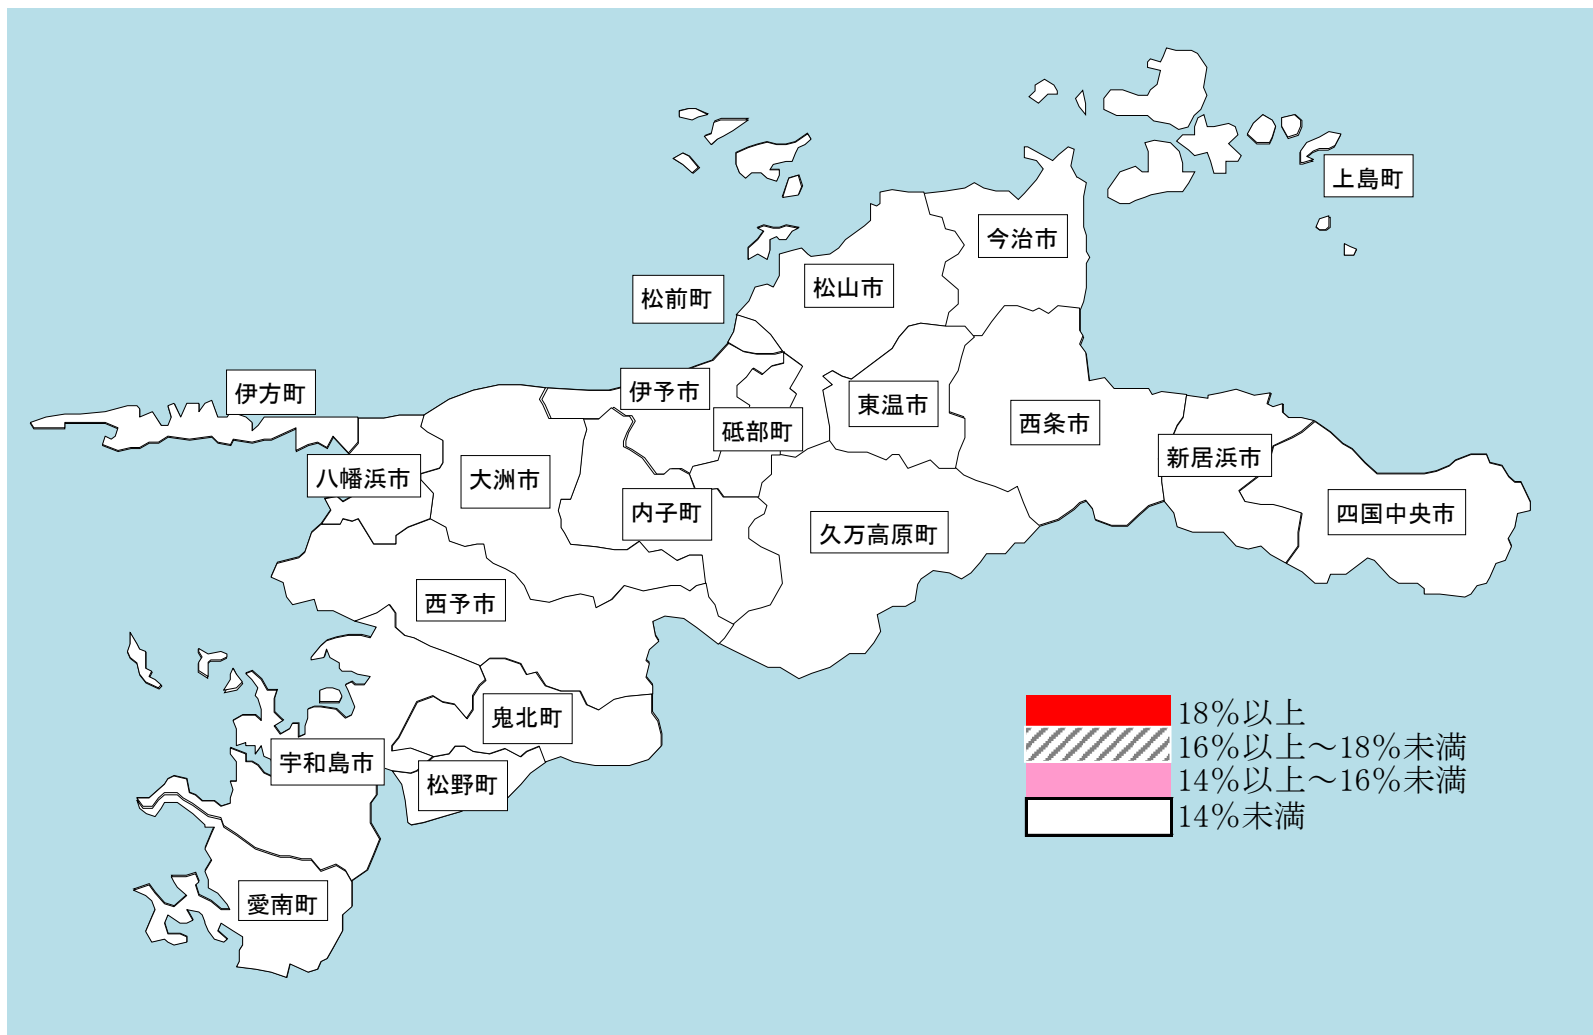 上島町
今治市
松山市
松前町
伊予市
伊方町
東温市
西条市
砥部町
新居浜市
八幡浜市
大洲市
内子町
四国中央市
久万高原町
西予市
鬼北町
宇和島市
松野町
愛南町
18%以上
16%以上～18%未満
14%以上～16%未満
14%未満